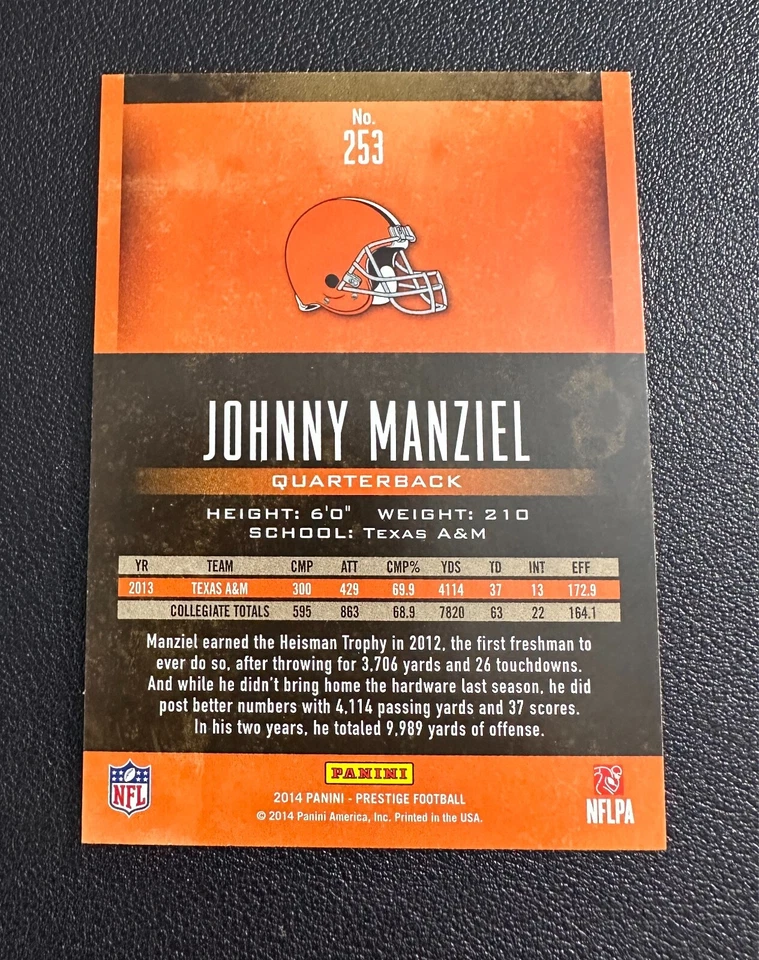 No.
253
JOHNNY MANZIEL
QUARTERBACK
HEIGHT: 6'0" WEIGHT: 210
SCHOOL: TEXAS A&M
YR TEAM CMP ATT CMP% YDS TD INT EFF
2013 TEXAS A&M 300 429 69.9 4114 37 13 172.9
COLLEGIATE TOTALS 595 863 68.9 7820 63 22 164.1
Manziel earned the Heisman Trophy in 2012, the first freshman to
ever do so, after throwing for 3,706 yards and 26 touchdowns.
And while he didn't bring home the hardware last season, he did
post better numbers with 4,114 passing yards and 37 scores.
In his two years, he totaled 9,989 yards of offense.
NFL
PANINI
2014 PANINI - PRESTIGE FOOTBALL
© 2014 Panini America, Inc. Printed in the USA.
NFLPA